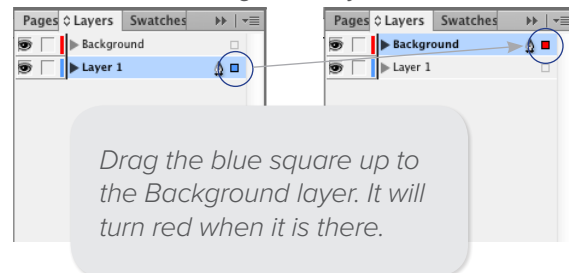 Pages Layers Swatches
Background
Layer 1
Pages Layers Swatches
Background
Layer 1
Drag the blue square up to
the Background layer. It will
turn red when it is there.